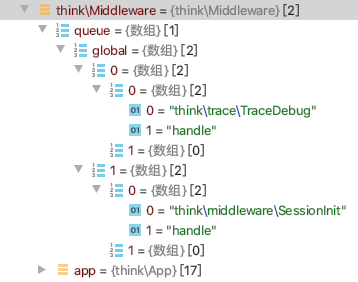 think\Middleware = {think\Middleware} [2]
queue = {数组} [1]
global = {数组} [2]
0 = {数组} [2]
0 = {数组} [2]
01 0 = "think\trace\TraceDebug"
01 1 = "handle"
1 = {数组} [0]
1 = {数组} [2]
0 = {数组} [2]
01 0 = "think\middleware\SessionInit"
01 1 = "handle"
1 = {数组} [0]
app = {think\App} [17]